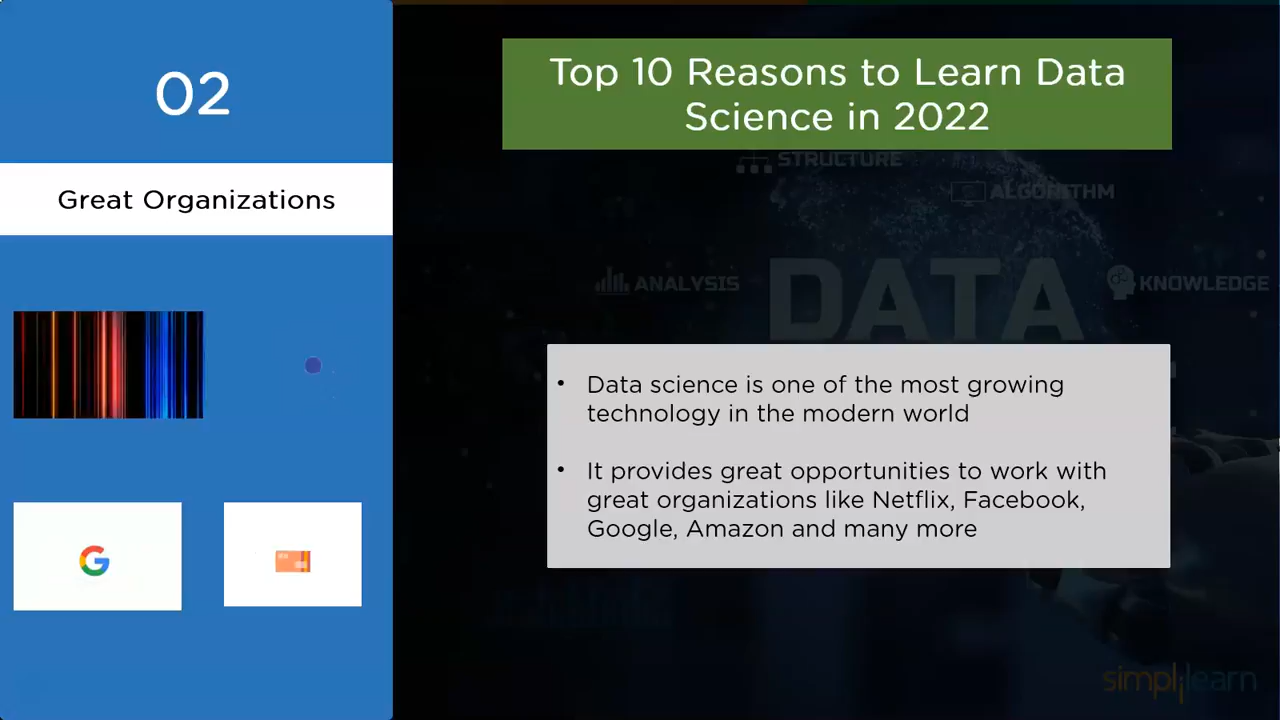 02
Great Organizations
Top 10 Reasons to Learn Data
Science in 2022
STRUCTURE
ALGORITHM
ANALYSIS
DATA
KNOWLEDGE
• Data science is one of the most growing
technology in the modern world
• It provides great opportunities to work with
great organizations like Netflix, Facebook,
Google, Amazon and many more
G
simplilearn